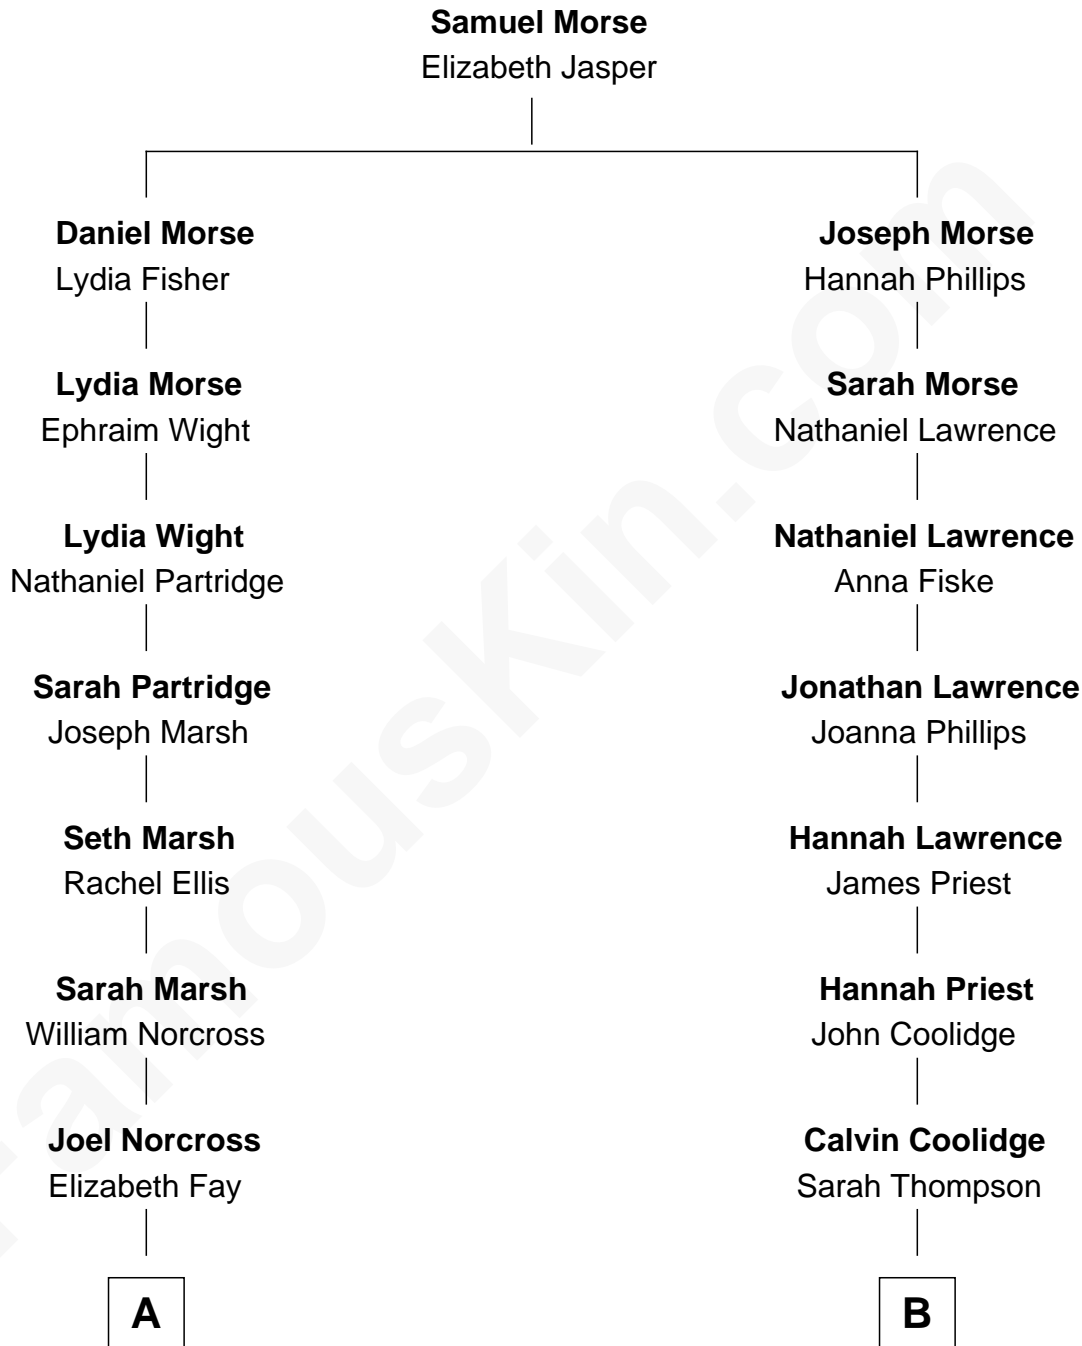 Samuel Morse
Elizabeth Jasper
Daniel Morse
Lydia Fisher
Joseph Morse
Hannah Phillips
Lydia Morse
Ephraim Wight
Sarah Morse
Nathaniel Lawrence
Lydia Wight
Nathaniel Partridge
Nathaniel Lawrence
Anna Fiske
Sarah Partridge
Joseph Marsh
Jonathan Lawrence
Joanna Phillips
Seth Marsh
Rachel Ellis
Hannah Lawrence
James Priest
Sarah Marsh
William Norcross
Hannah Priest
John Coolidge
Joel Norcross
Elizabeth Fay
Calvin Coolidge
Sarah Thompson
A
B
FamousKin.com